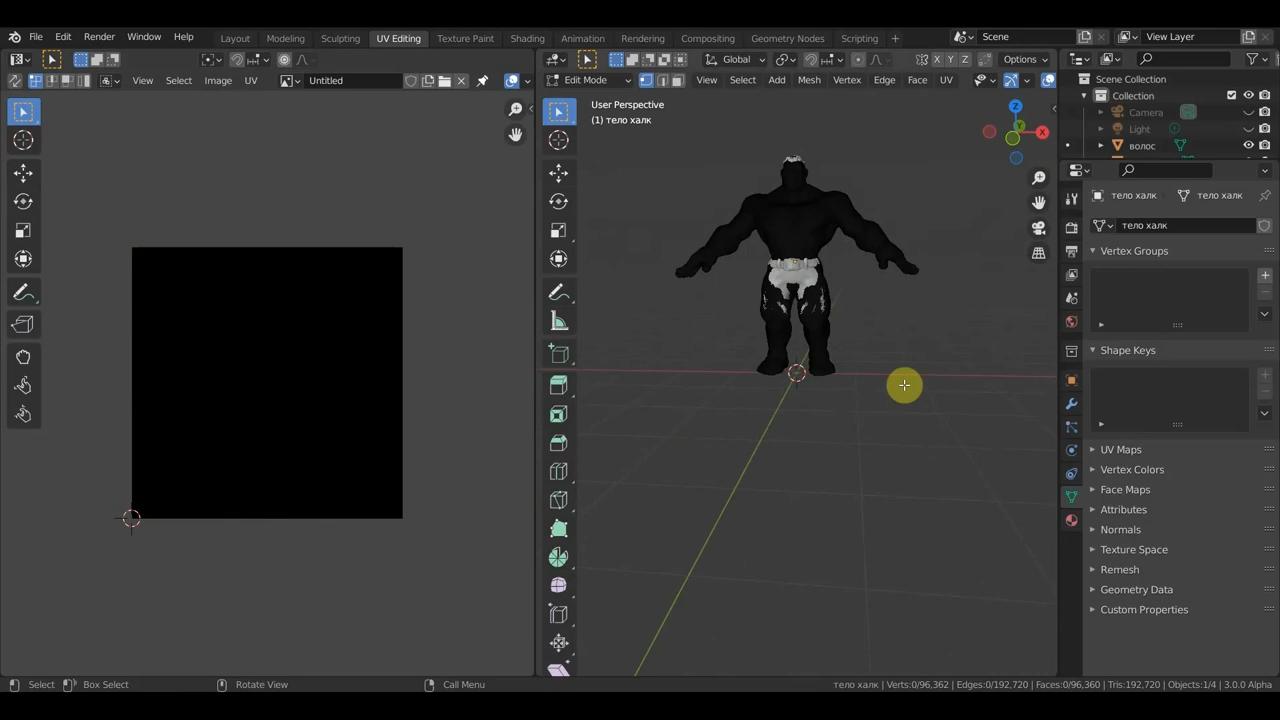 File Edit Render Window Help Layout Modeling Sculpting UV Editing Texture Paint Shading Animation Rendering Compositing Geometry Nodes Scripting + Scene View Layer
Global Options
View Select Image UV Untitled
Edit Mode View Select Add Mesh Vertex Edge Face UV
X Y Z
User Perspective
(1) тело халк
Z
Y
X
Scene Collection
Collection
Camera
Light
волос
тело халк тело халк
тело халк
Vertex Groups
Shape Keys
UV Maps
Vertex Colors
Face Maps
Attributes
Normals
Texture Space
Remesh
Geometry Data
Custom Properties
Select Box Select Rotate View Call Menu тело халк | Verts:0/96,362 | Edges:0/192,720 | Faces:0/96,360 | Tris:192,720 | Objects:1/4 | 3.0.0 Alpha